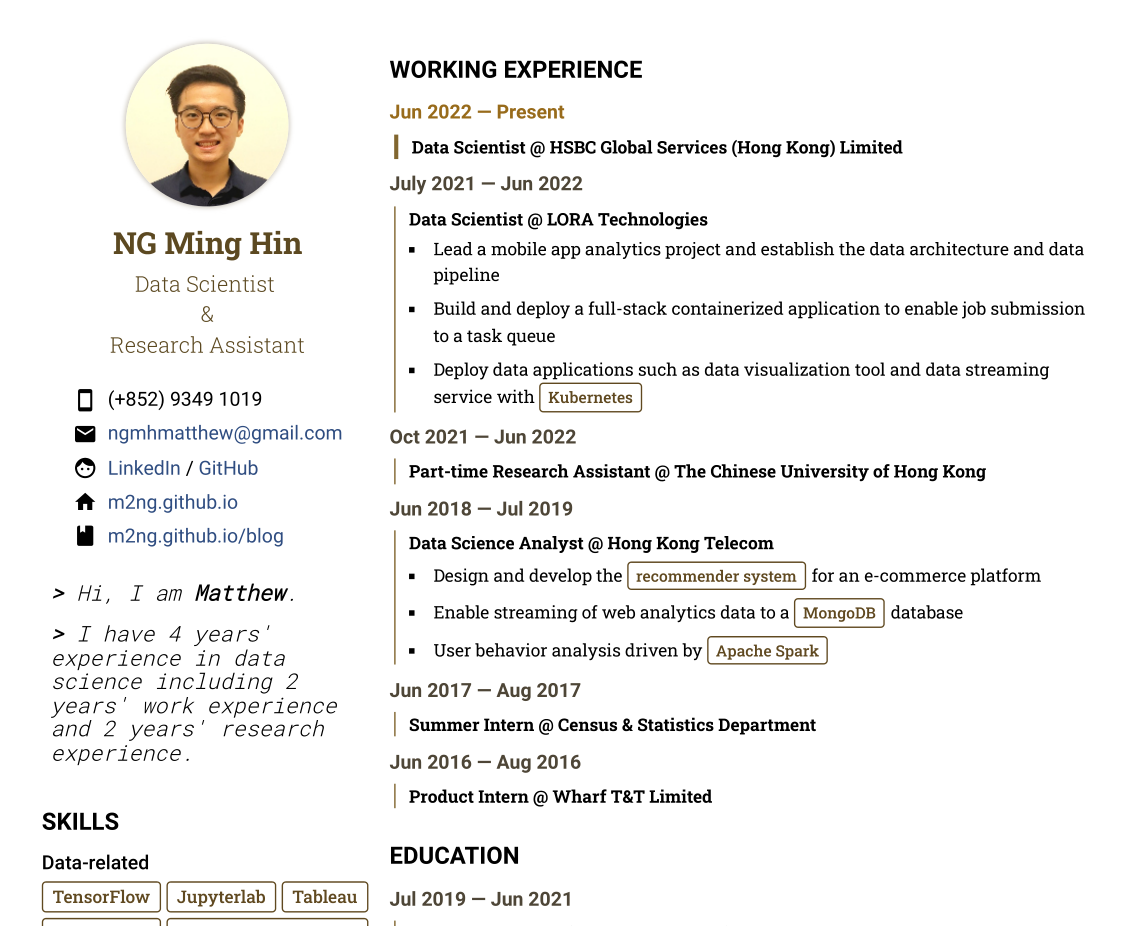 NG Ming Hin
Data Scientist
&
Research Assistant
(+852) 9349 1019
ngmhmatthew@gmail.com
LinkedIn / GitHub
m2ng.github.io
m2ng.github.io/blog
> Hi, I am Matthew.
> I have 4 years'
experience in data
science including 2
years' work experience
and 2 years' research
experience.
SKILLS
Data-related
TensorFlow Jupyterlab Tableau
WORKING EXPERIENCE
Jun 2022 — Present
Data Scientist @ HSBC Global Services (Hong Kong) Limited
July 2021 — Jun 2022
Data Scientist @ LORA Technologies
▪ Lead a mobile app analytics project and establish the data architecture and data
pipeline
▪ Build and deploy a full-stack containerized application to enable job submission
to a task queue
▪ Deploy data applications such as data visualization tool and data streaming
service with Kubernetes
Oct 2021 — Jun 2022
Part-time Research Assistant @ The Chinese University of Hong Kong
Jun 2018 — Jul 2019
Data Science Analyst @ Hong Kong Telecom
▪ Design and develop the recommender system for an e-commerce platform
▪ Enable streaming of web analytics data to a MongoDB database
▪ User behavior analysis driven by Apache Spark
Jun 2017 — Aug 2017
Summer Intern @ Census & Statistics Department
Jun 2016 — Aug 2016
Product Intern @ Wharf T&T Limited
EDUCATION
Jul 2019 — Jun 2021